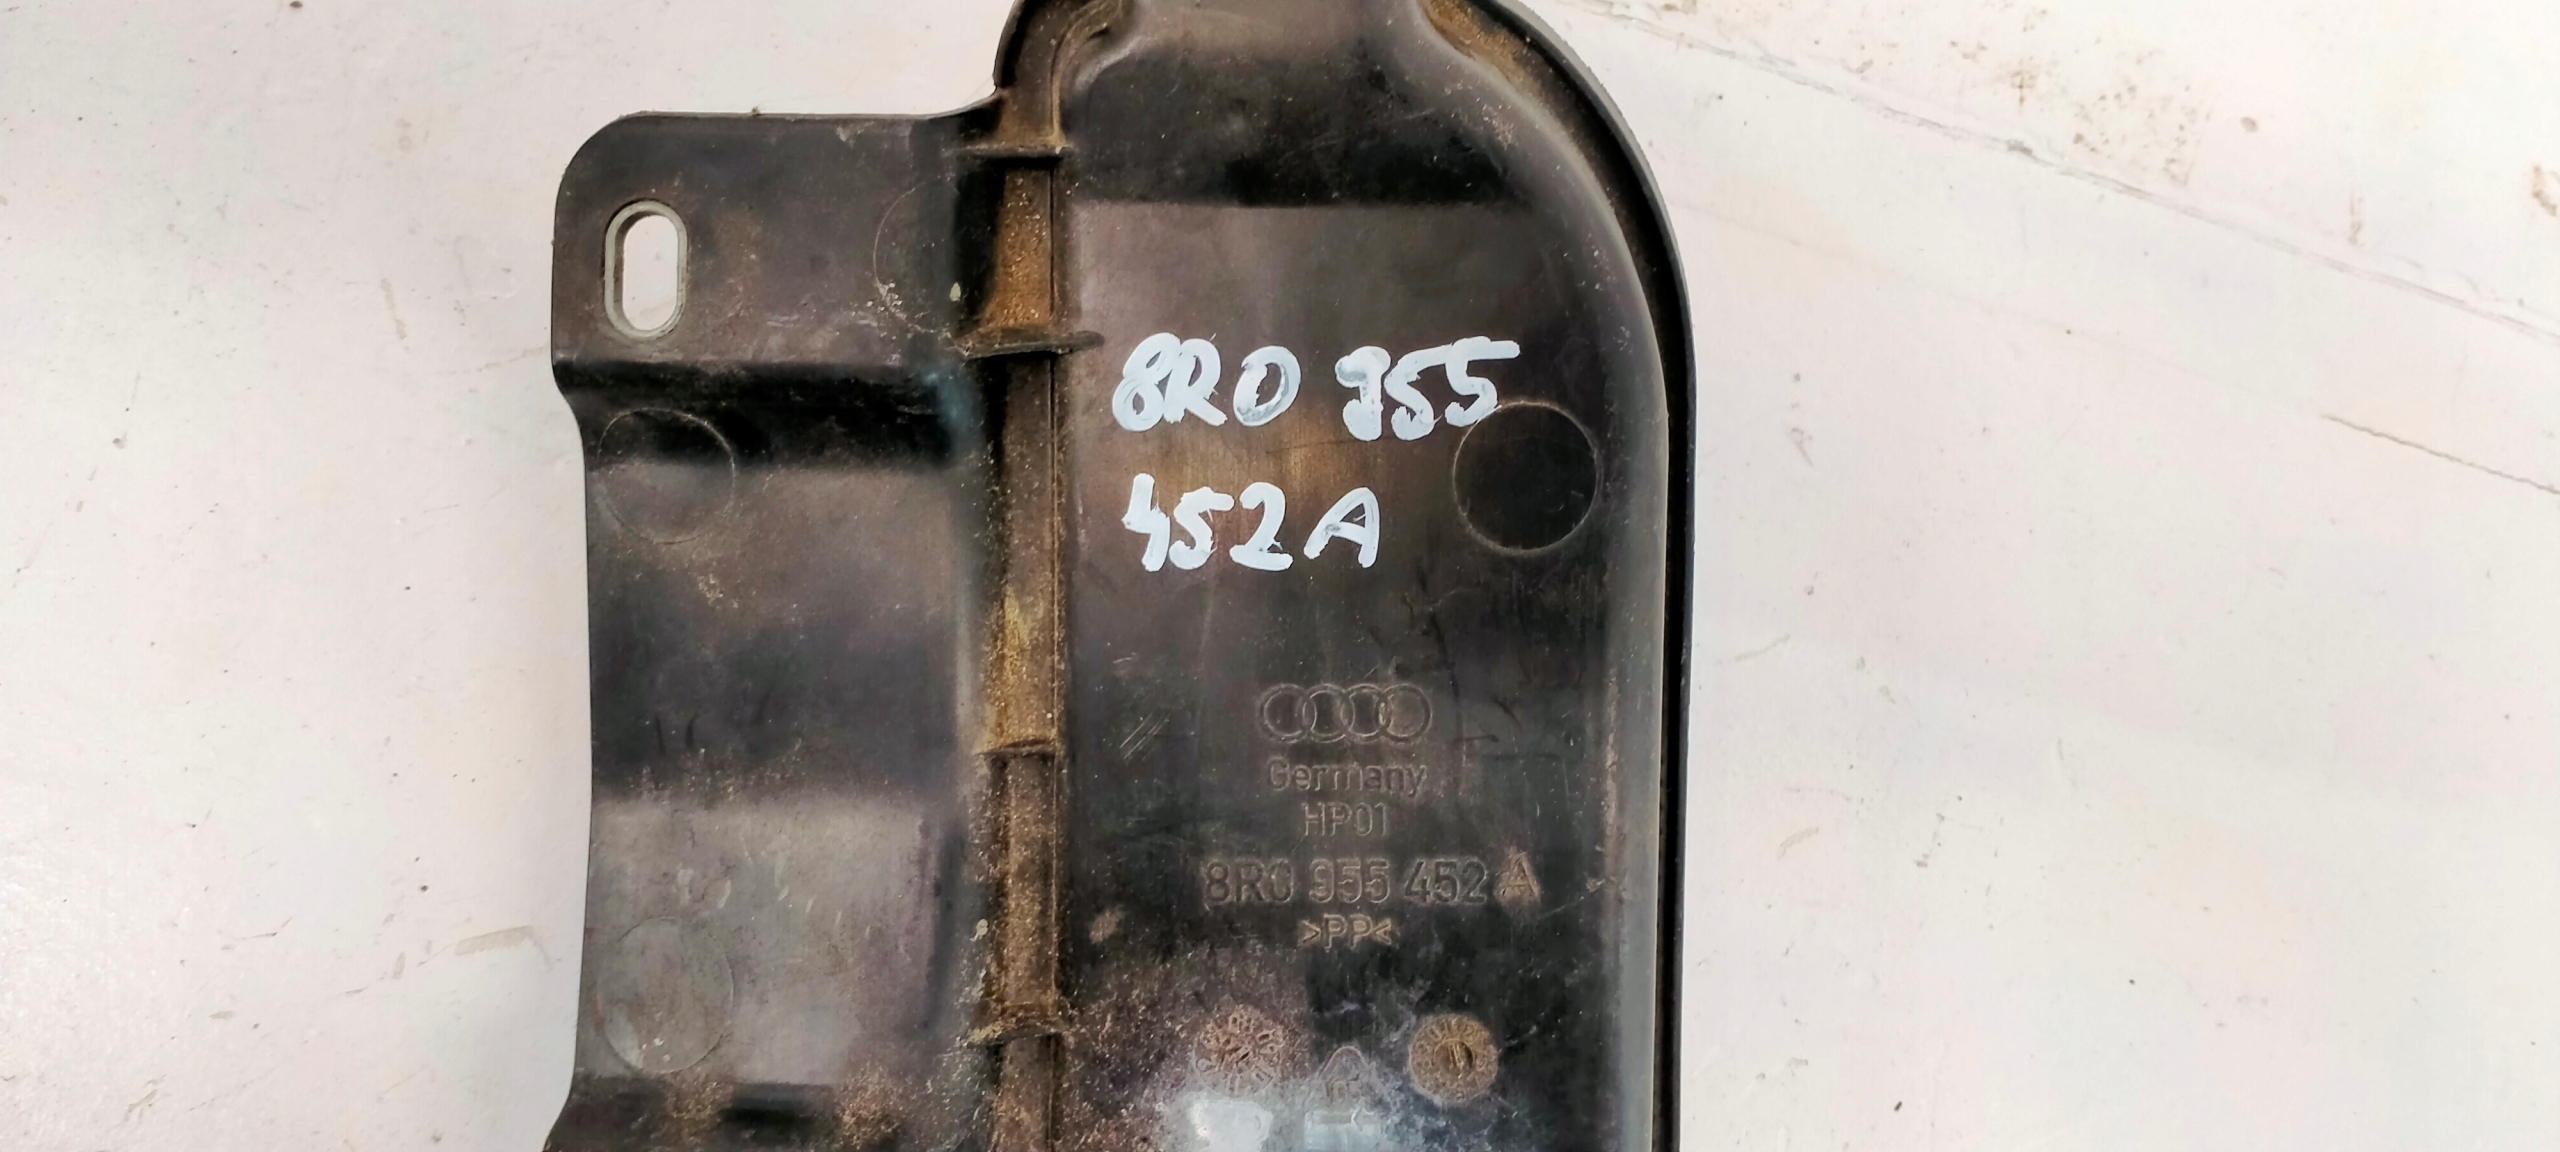 8R0 955
452A
Germany
HP01
8R0 955 452 A
>PP<